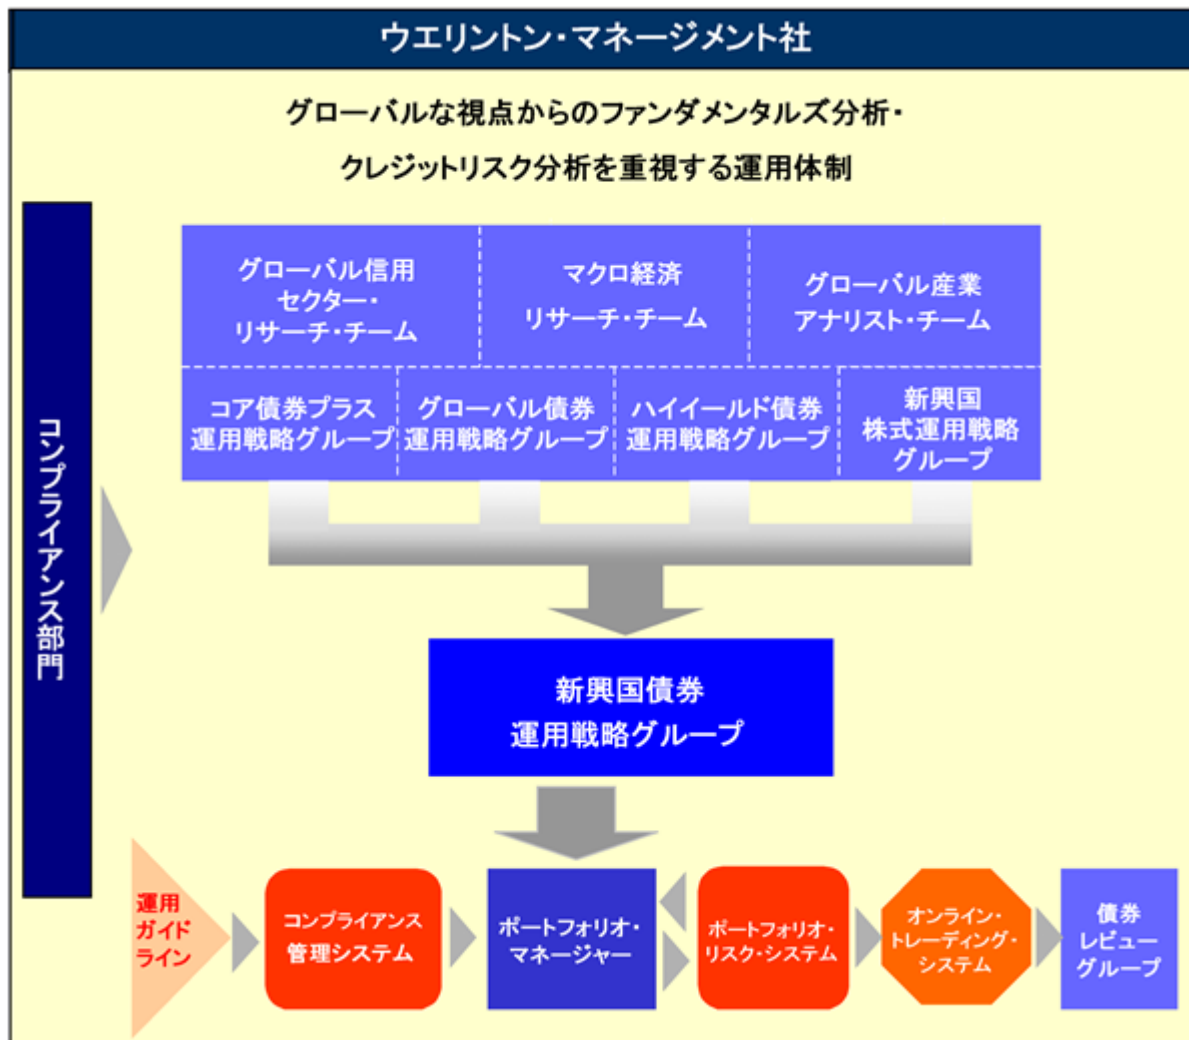 ウエリントン・マネージメント社
グローバルな視点からのファンダメンタルズ分析・
クレジットリスク分析を重視する運用体制
コンプライアンス部門
グローバル信用
セクター・
リサーチ・チーム
マクロ経済
リサーチ・チーム
グローバル産業
アナリスト・チーム
コア債券プラス
運用戦略グループ
グローバル債券
運用戦略グループ
ハイイールド債券
運用戦略グループ
新興国
株式運用戦略
グループ
新興国債券
運用戦略グループ
運用
ガイド
ライン
コンプライアンス
管理システム
ポートフォリオ・
マネージャー
ポートフォリオ・
リスク・システム
オンライン・
トレーディング・
システム
債券
レビュー
グループ